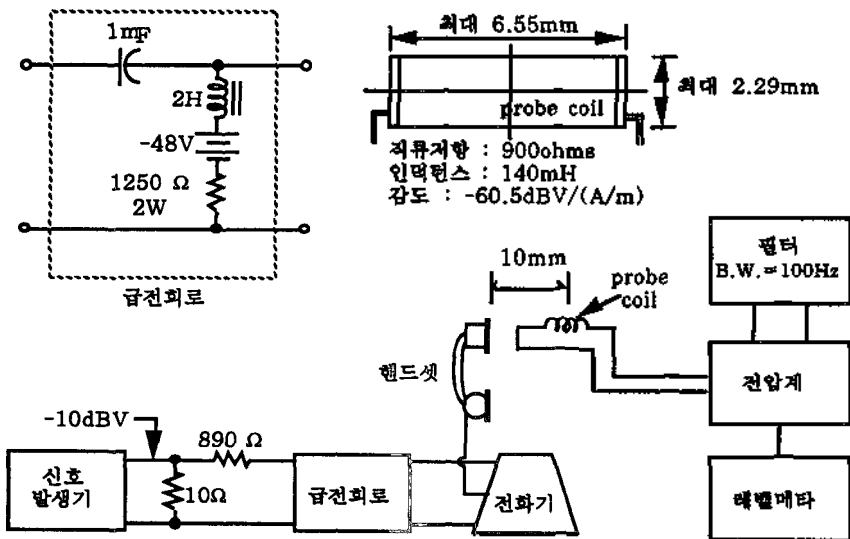 1mF
2H
-48V
1250 Ω
2W
급전회로
최대 6.55mm
최대 2.29mm
probe coil
직류저항 : 900ohms
인덕턴스 : 140mH
감도 : -60.5dBV/(A/m)
필터
B.W.=100Hz
10mm
probe
coil
핸드셋
전압계
-10dBV
890 Ω
신호
발생기
10Ω
급전회로
전화기
레벨메타